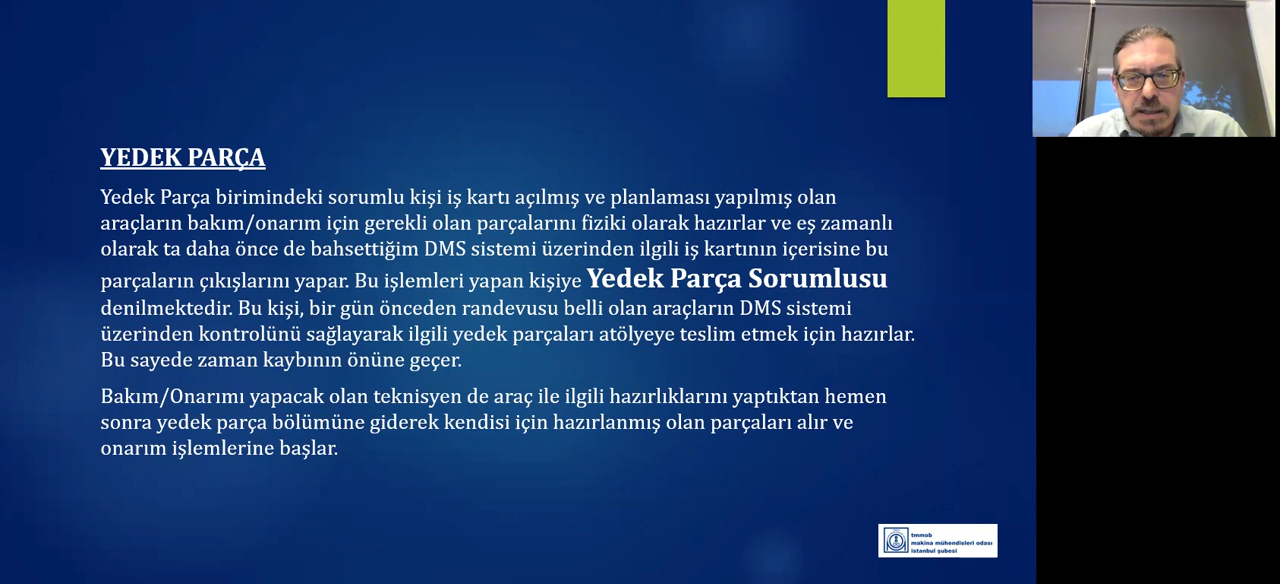 YEDEK PARÇA
Yedek Parça birimindeki sorumlu kişi iş kartı açılmış ve planlaması yapılmış olan
araçların bakım/onarım için gerekli olan parçalarını fiziki olarak hazırlar ve eş zamanlı
olarak ta daha önce de bahsettiğim DMS sistemi üzerinden ilgili iş kartının içerisine bu
parçaların çıkışlarını yapar. Bu işlemleri yapan kişiye Yedek Parça Sorumlusu
denilmektedir. Bu kişi, bir gün önceden randevusu belli olan araçların DMS sistemi
üzerinden kontrolünü sağlayarak ilgili yedek parçaları atölyeye teslim etmek için hazırlar.
Bu sayede zaman kaybının önüne geçer.
Bakım/Onarımı yapacak olan teknisyen de araç ile ilgili hazırlıklarını yaptıktan hemen
sonra yedek parça bölümüne giderek kendisi için hazırlanmış olan parçaları alır ve
onarım işlemlerine başlar.
tmmob
makina mühendisleri odası
istanbul şubesi